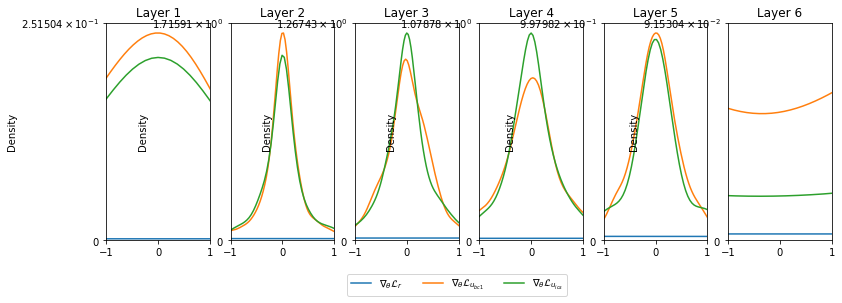 Layer 1 Layer 2 Layer 3 Layer 4 Layer 5 Layer 6
2.51504 × 10⁻¹ 1.71591 × 10⁰ 1.26743 × 10⁰ 1.07878 × 10⁰ 9.97982 × 10⁻¹ 9.15304 × 10⁻²
Density Density Density Density Density Density
0 0 0 0 0 0
−1 0 1 −1 0 1 −1 0 1 −1 0 1 −1 0 1 −1 0 1
∇θℒr ∇θℒu_bc1 ∇θℒu_ics